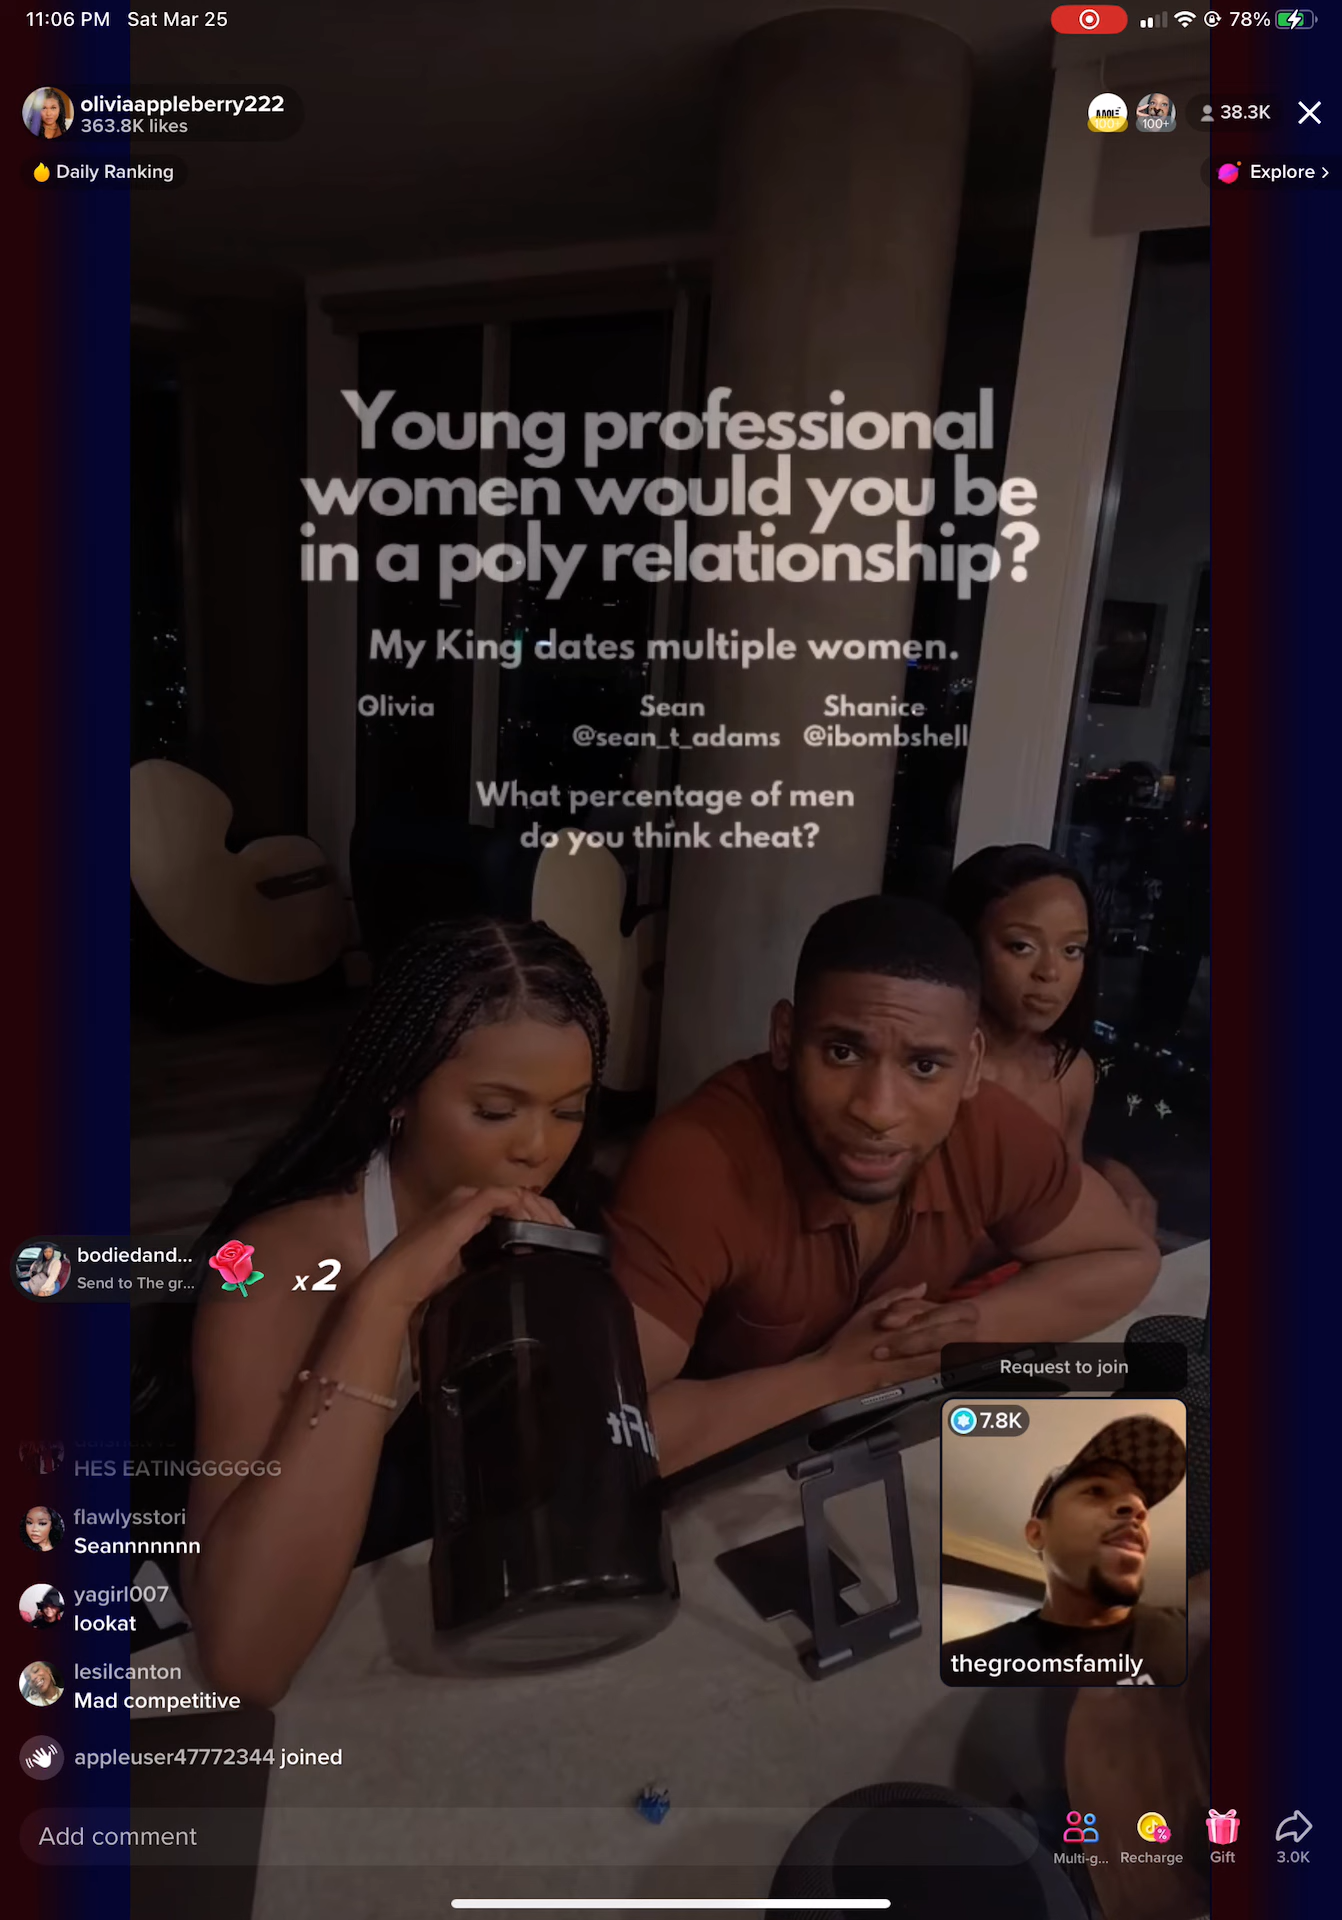 11:06 PM Sat Mar 25
78%
oliviaappleberry222
363.8K likes
100+
100+
38.3K
Daily Ranking
Explore >
Young professional
women would you be
in a poly relationship?
My King dates multiple women.
Olivia Sean Shanice
@sean_t_adams @ibombshell
What percentage of men
do you think cheat?
bodiedand...
Send to The gr...
x2
Request to join
7.8K
thegroomsfamily
HES EATINGGGGGG
flawlysstori
Seannnnnnn
yagirl007
lookat
lesilcanton
Mad competitive
appleuser47772344 joined
Add comment
Multi-g... Recharge Gift 3.0K